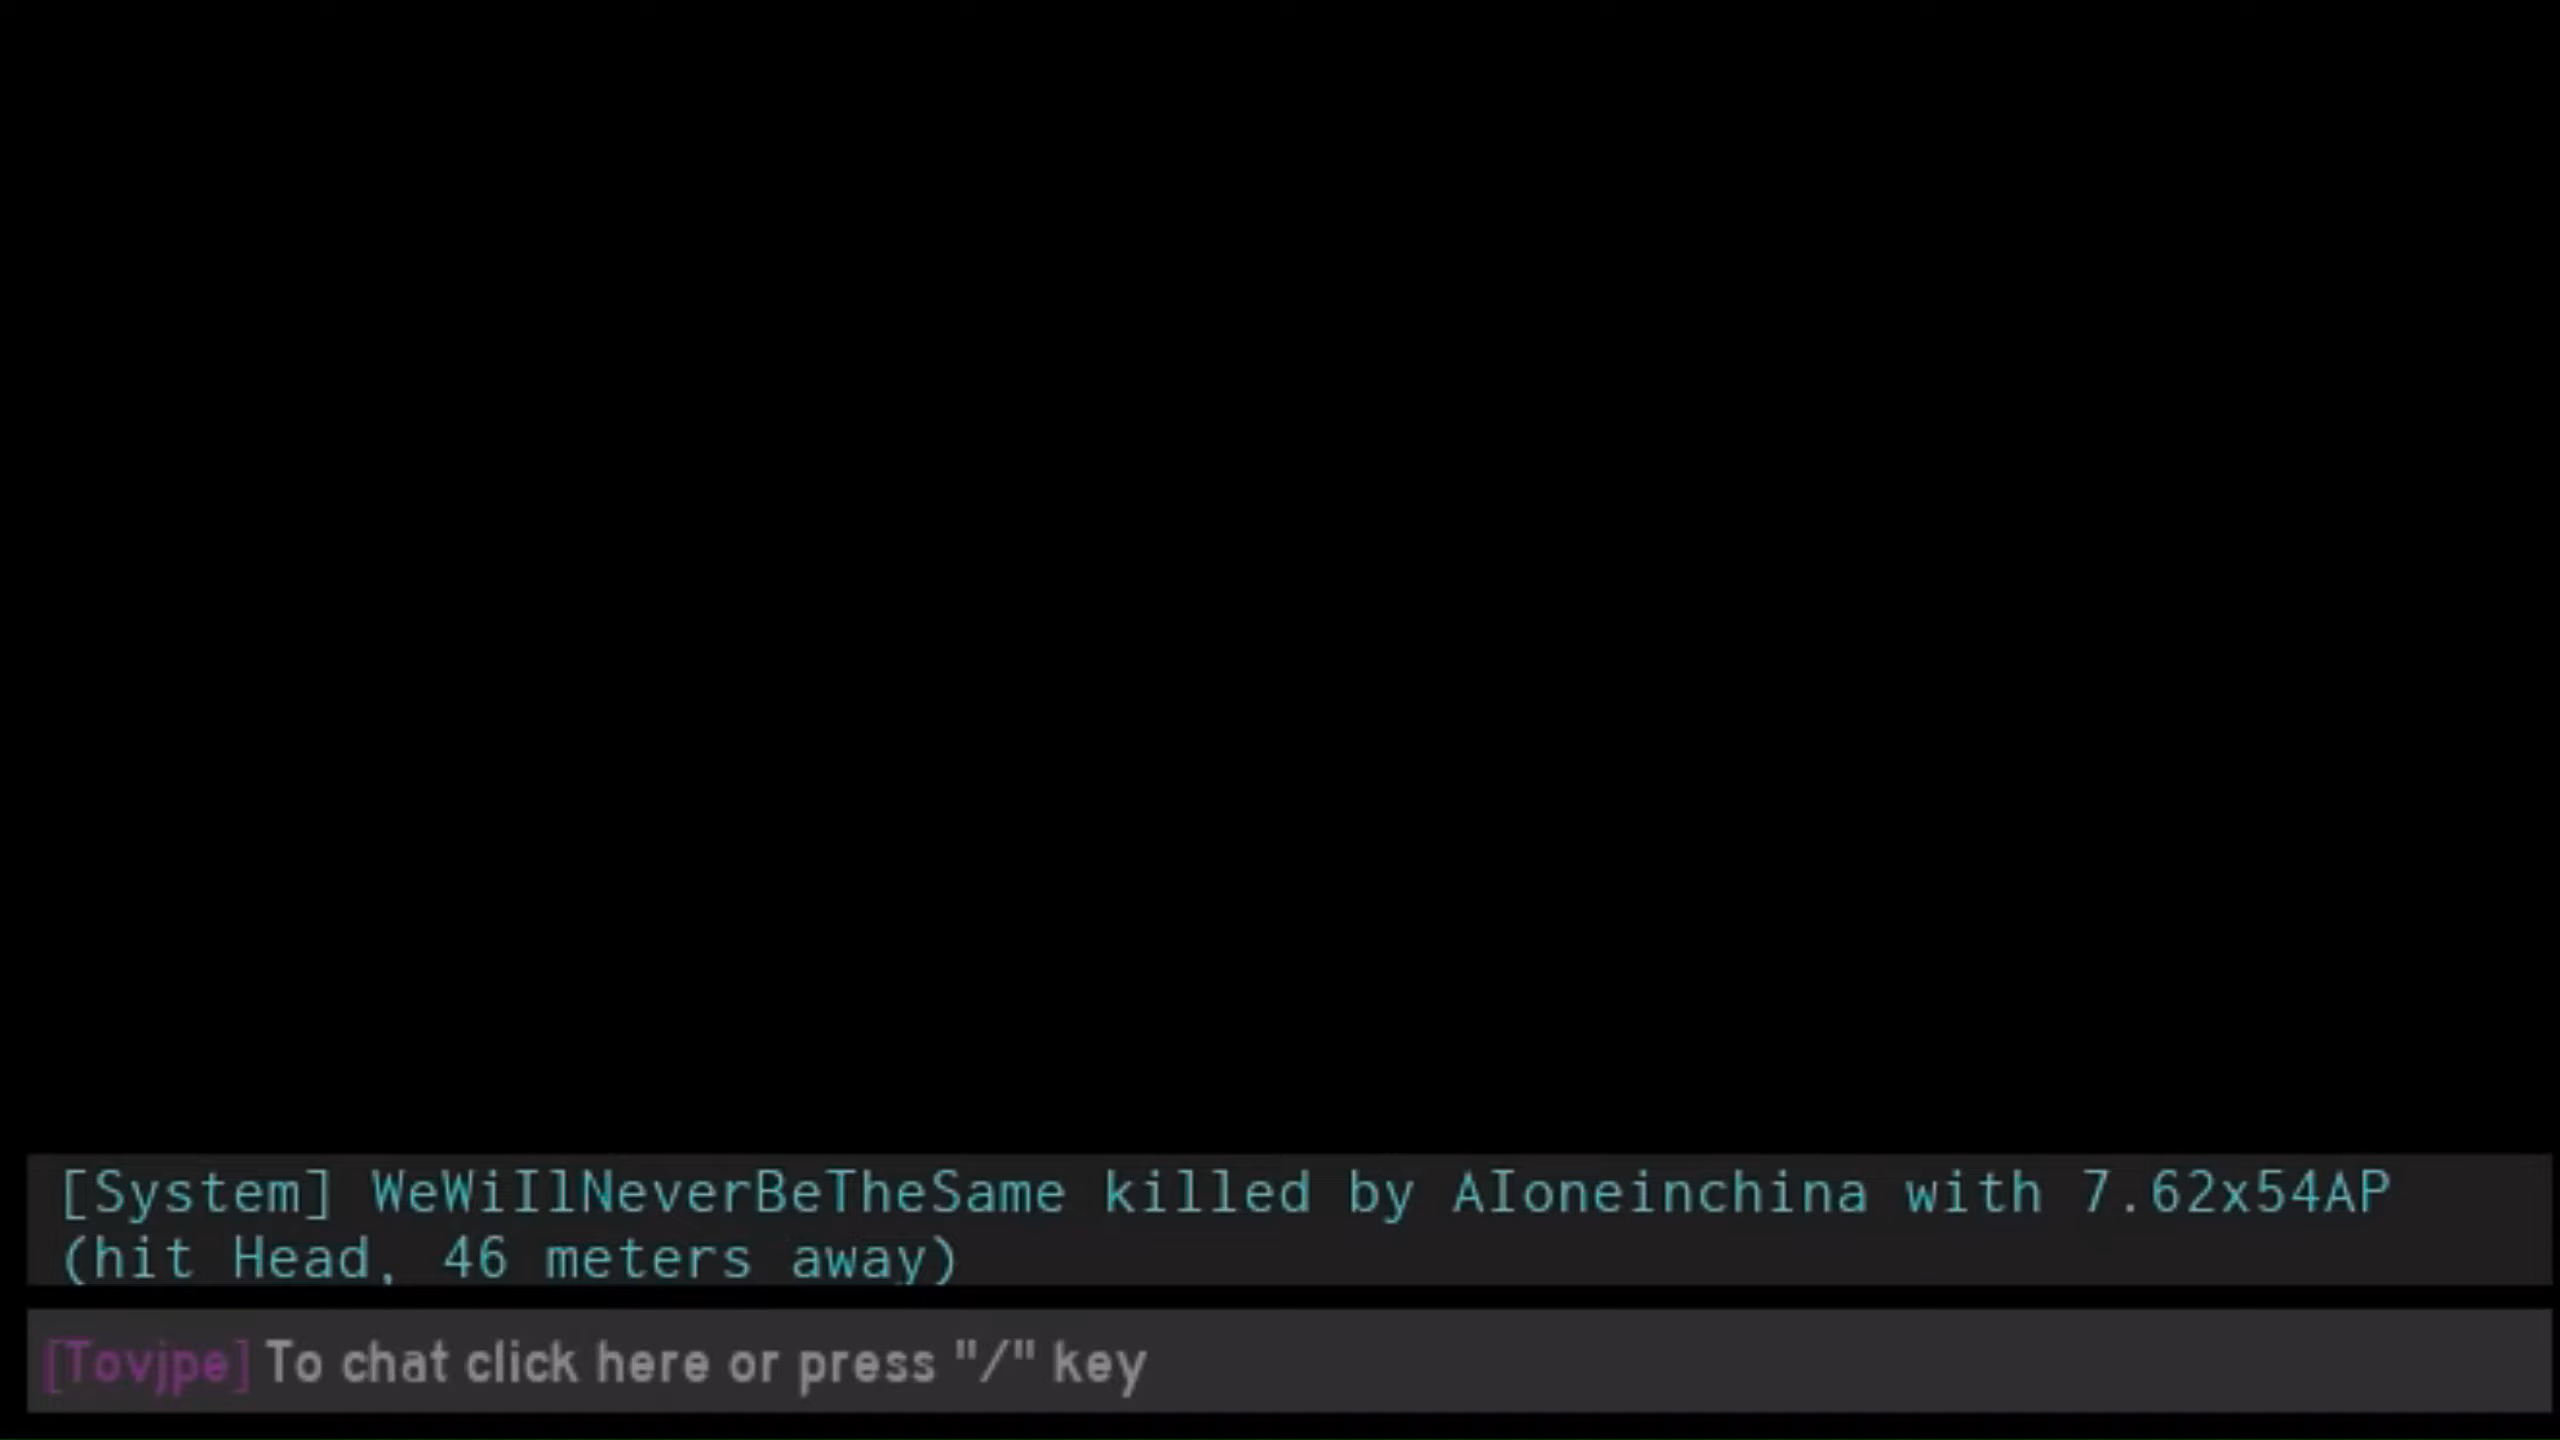 [System] WeWiIlNeverBeTheSame killed by AIoneinchina with 7.62x54AP
(hit Head, 46 meters away)
[Tovjpe] To chat click here or press "/" key